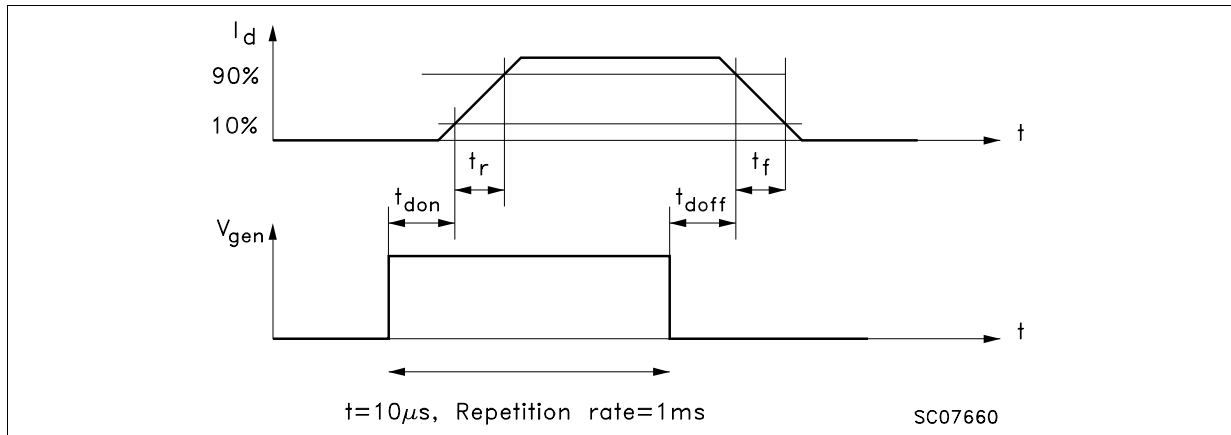 I_d
90%
10%
t
t_r
t_f
t_don
t_doff
V_gen
t
t=10μs, Repetition rate=1ms
SC07660